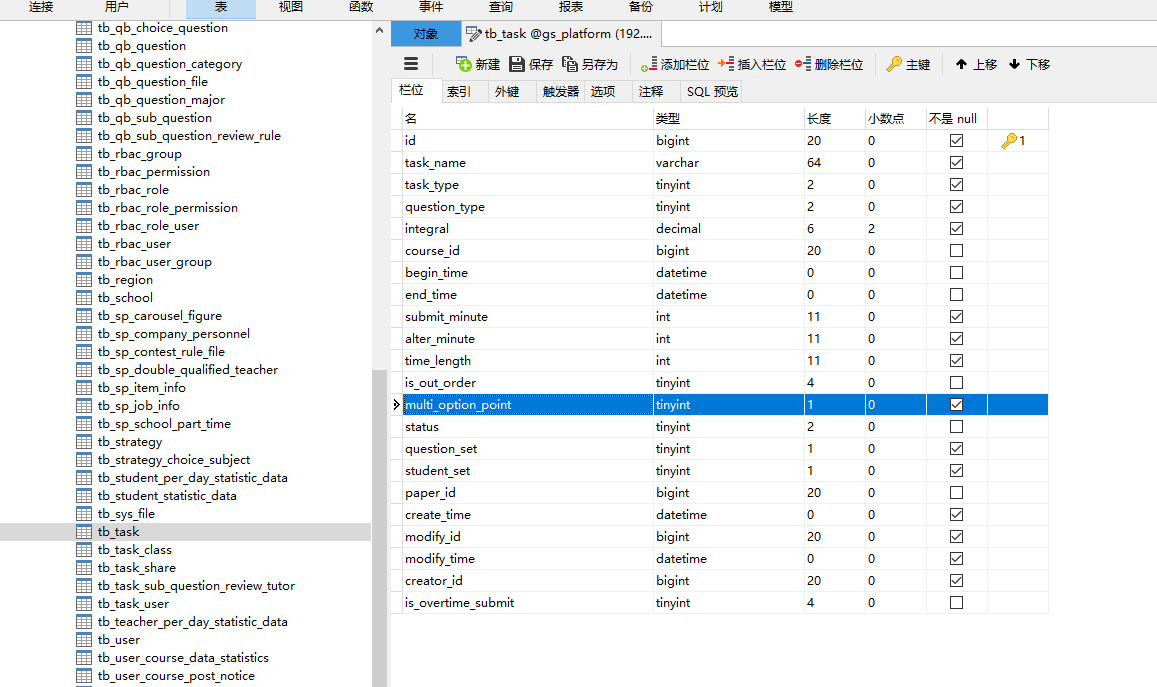 连接 用户 表 视图 函数 事件 查询 报表 备份 计划 模型
tb_qb_choice_question
tb_qb_question
tb_qb_question_category
tb_qb_question_file
tb_qb_question_major
tb_qb_sub_question
tb_qb_sub_question_review_rule
tb_rbac_group
tb_rbac_permission
tb_rbac_role
tb_rbac_role_permission
tb_rbac_role_user
tb_rbac_user
tb_rbac_user_group
tb_region
tb_school
tb_sp_carousel_figure
tb_sp_company_personnel
tb_sp_contest_rule_file
tb_sp_double_qualified_teacher
tb_sp_item_info
tb_sp_job_info
tb_sp_school_part_time
tb_strategy
tb_strategy_choice_subject
tb_student_per_day_statistic_data
tb_student_statistic_data
tb_sys_file
tb_task
tb_task_class
tb_task_share
tb_task_sub_question_review_tutor
tb_task_user
tb_teacher_per_day_statistic_data
tb_user
tb_user_course_data_statistics
tb_user_course_post_notice
对象 tb_task @gs_platform (192....
新建 保存 另存为 添加栏位 插入栏位 删除栏位 主键 上移 下移
栏位 索引 外键 触发器 选项 注释 SQL 预览
名 类型 长度 小数点 不是 null
id bigint 20 0 1
task_name varchar 64 0
task_type tinyint 2 0
question_type tinyint 2 0
integral decimal 6 2
course_id bigint 20 0
begin_time datetime 0 0
end_time datetime 0 0
submit_minute int 11 0
alter_minute int 11 0
time_length int 11 0
is_out_order tinyint 4 0
multi_option_point tinyint 1 0
status tinyint 2 0
question_set tinyint 1 0
student_set tinyint 1 0
paper_id bigint 20 0
create_time datetime 0 0
modify_id bigint 20 0
modify_time datetime 0 0
creator_id bigint 20 0
is_overtime_submit tinyint 4 0